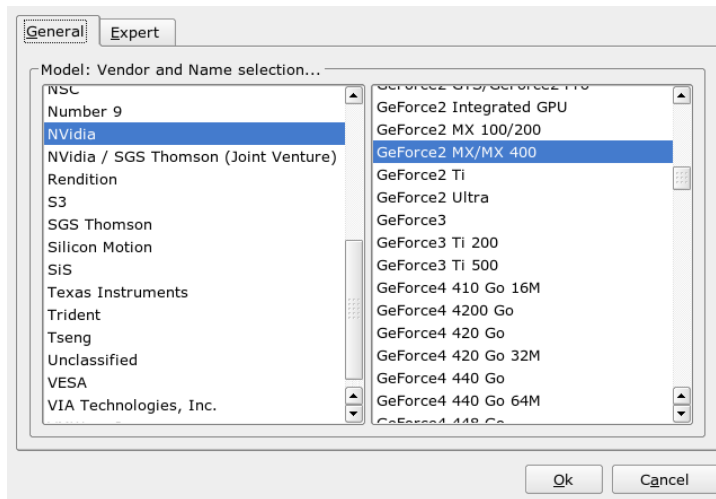 General
Expert
Model: Vendor and Name selection...
NSC
Number 9
NVidia
NVidia / SGS Thomson (Joint Venture)
Rendition
S3
SGS Thomson
Silicon Motion
SiS
Texas Instruments
Trident
Tseng
Unclassified
VESA
VIA Technologies, Inc.
GeForce2 Integrated GPU
GeForce2 MX 100/200
GeForce2 MX/MX 400
GeForce2 Ti
GeForce2 Ultra
GeForce3
GeForce3 Ti 200
GeForce3 Ti 500
GeForce4 410 Go 16M
GeForce4 4200 Go
GeForce4 420 Go
GeForce4 420 Go 32M
GeForce4 440 Go
GeForce4 440 Go 64M
Ok
Cancel